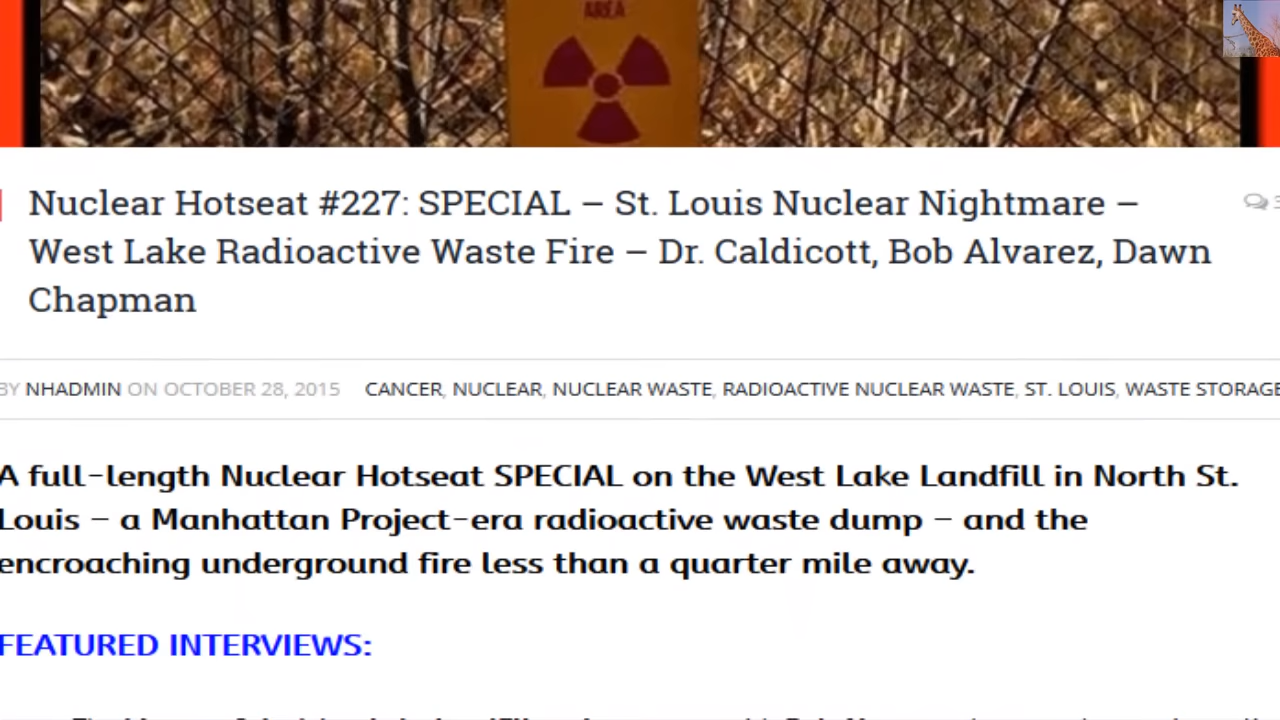 AREA
Nuclear Hotseat #227: SPECIAL – St. Louis Nuclear Nightmare –
West Lake Radioactive Waste Fire – Dr. Caldicott, Bob Alvarez, Dawn
Chapman
BY NHADMIN ON OCTOBER 28, 2015 CANCER, NUCLEAR, NUCLEAR WASTE, RADIOACTIVE NUCLEAR WASTE, ST. LOUIS, WASTE STORAGE
A full-length Nuclear Hotseat SPECIAL on the West Lake Landfill in North St.
Louis – a Manhattan Project-era radioactive waste dump – and the
encroaching underground fire less than a quarter mile away.
FEATURED INTERVIEWS: